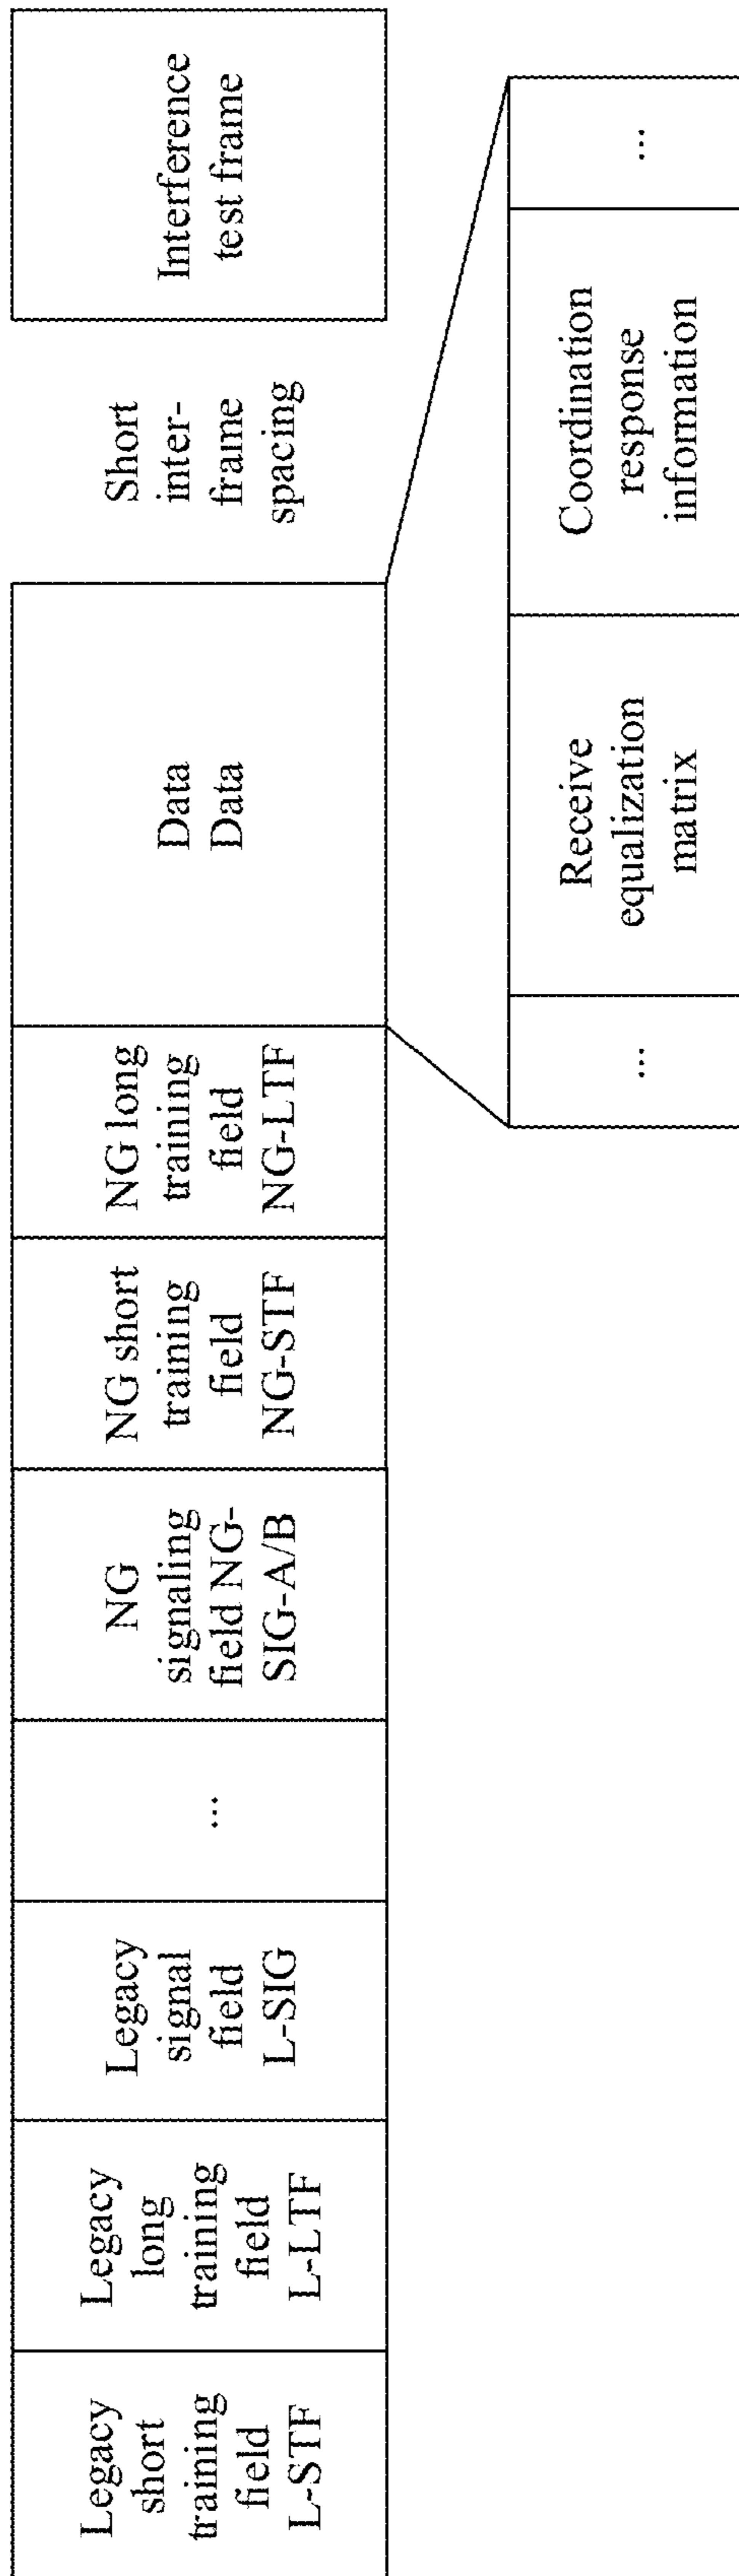 Legacy
short
training
field
L-STF
Legacy
long
training
field
L-LTF
Legacy
signal
field
L-SIG
...
NG
signaling
field NG-
SIG-A/B
NG short
training
field
NG-STF
NG long
training
field
NG-LTF
Data
Data
Short
inter-
frame
spacing
Interference
test frame
...
Receive
equalization
matrix
Coordination
response
information
...